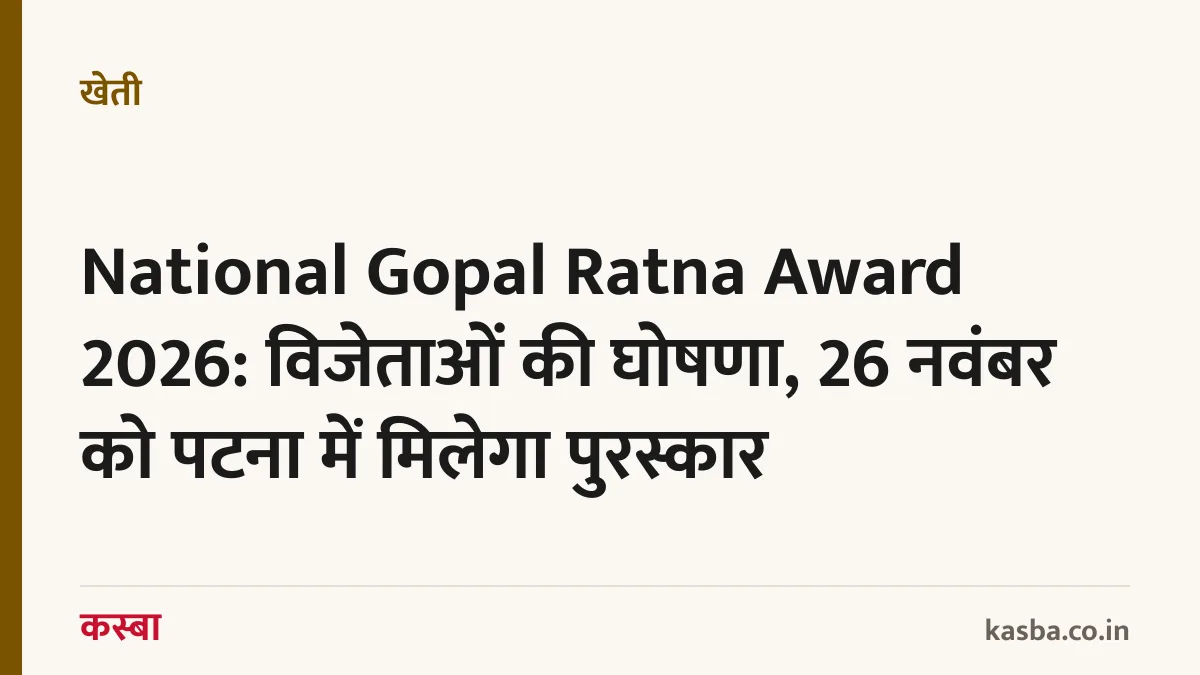 खेती
National Gopal Ratna Award
2026: विजेताओं की घोषणा, 26 नवंबर
को पटना में मिलेगा पुरस्कार
कस्बा
kasba.co.in